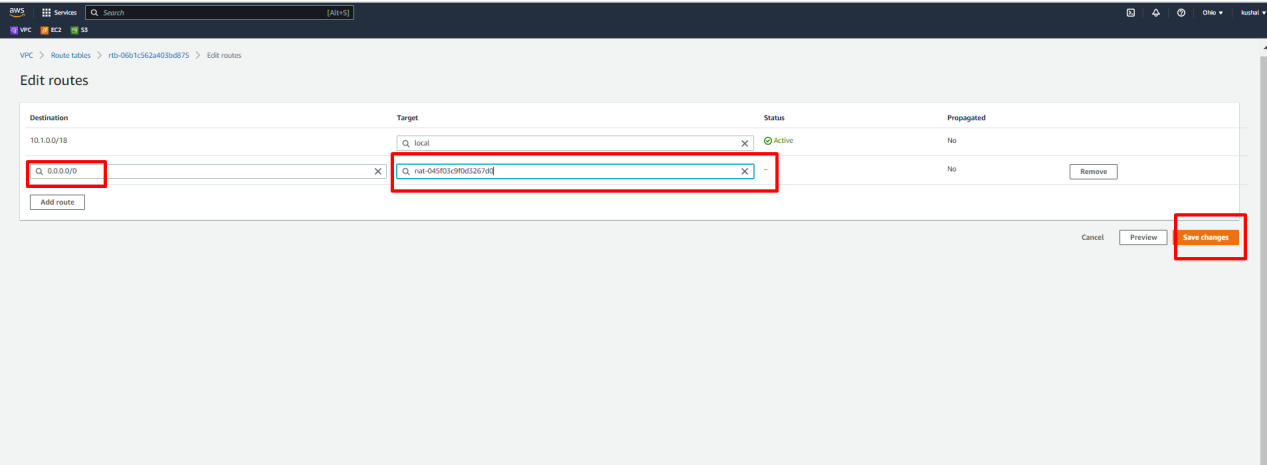 aws Services Search [Alt+S] Ohio kushal
VPC EC2 S3
VPC > Route tables > rtb-06b1c562a403bd875 > Edit routes
Edit routes
Destination Target Status Propagated
10.1.0.0/18 local Active No
0.0.0.0/0 nat-045f03c9f0d3267d0 – No Remove
Add route
Cancel Preview Save changes